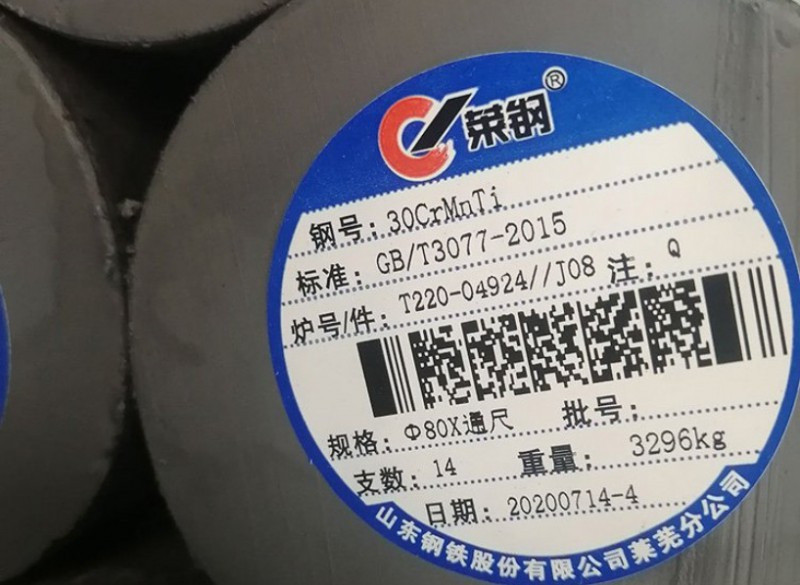 莱钢®
钢号：30CrMnTi
标准：GB/T3077-2015
炉号/件：T220-04924//J08 注：Q
规格：Φ80X通尺 批号：
支数：14 重量：3296kg
日期：20200714-4
山东钢铁股份有限公司莱芜分公司